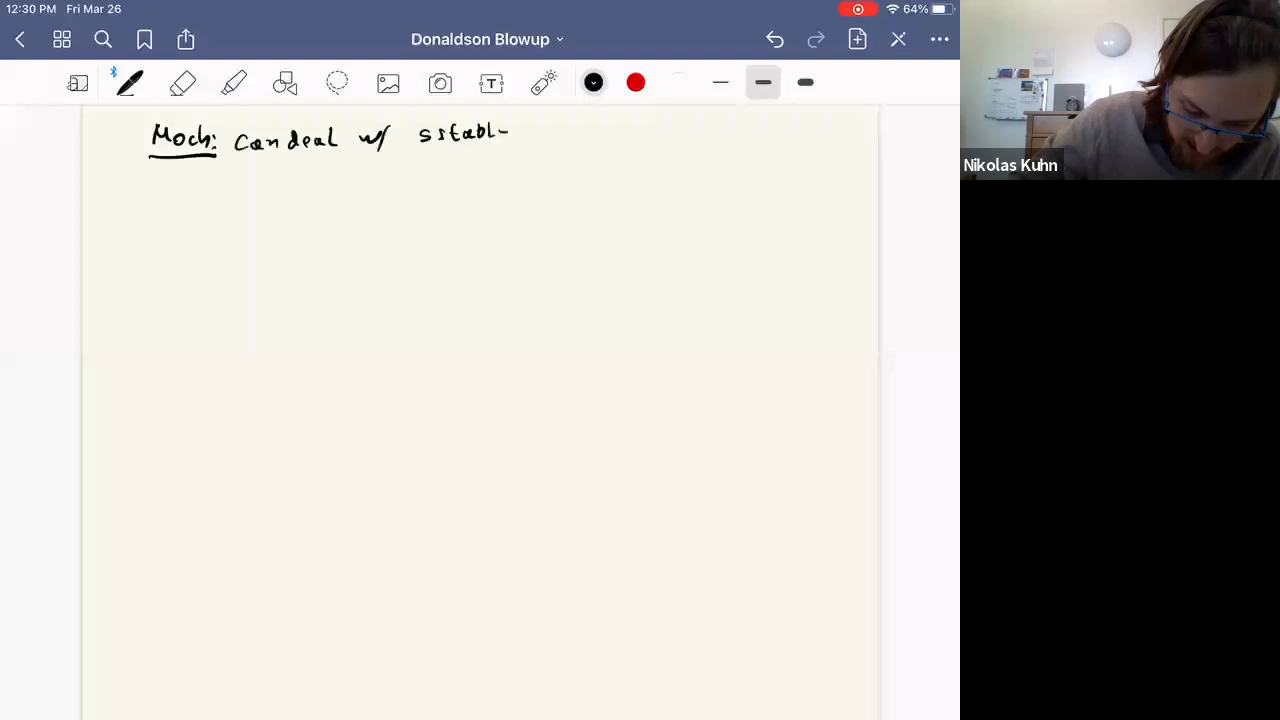 12:30 PM Fri Mar 26
64%
Donaldson Blowup
T
Moch: can deal w/ sstabl-
Nikolas Kuhn